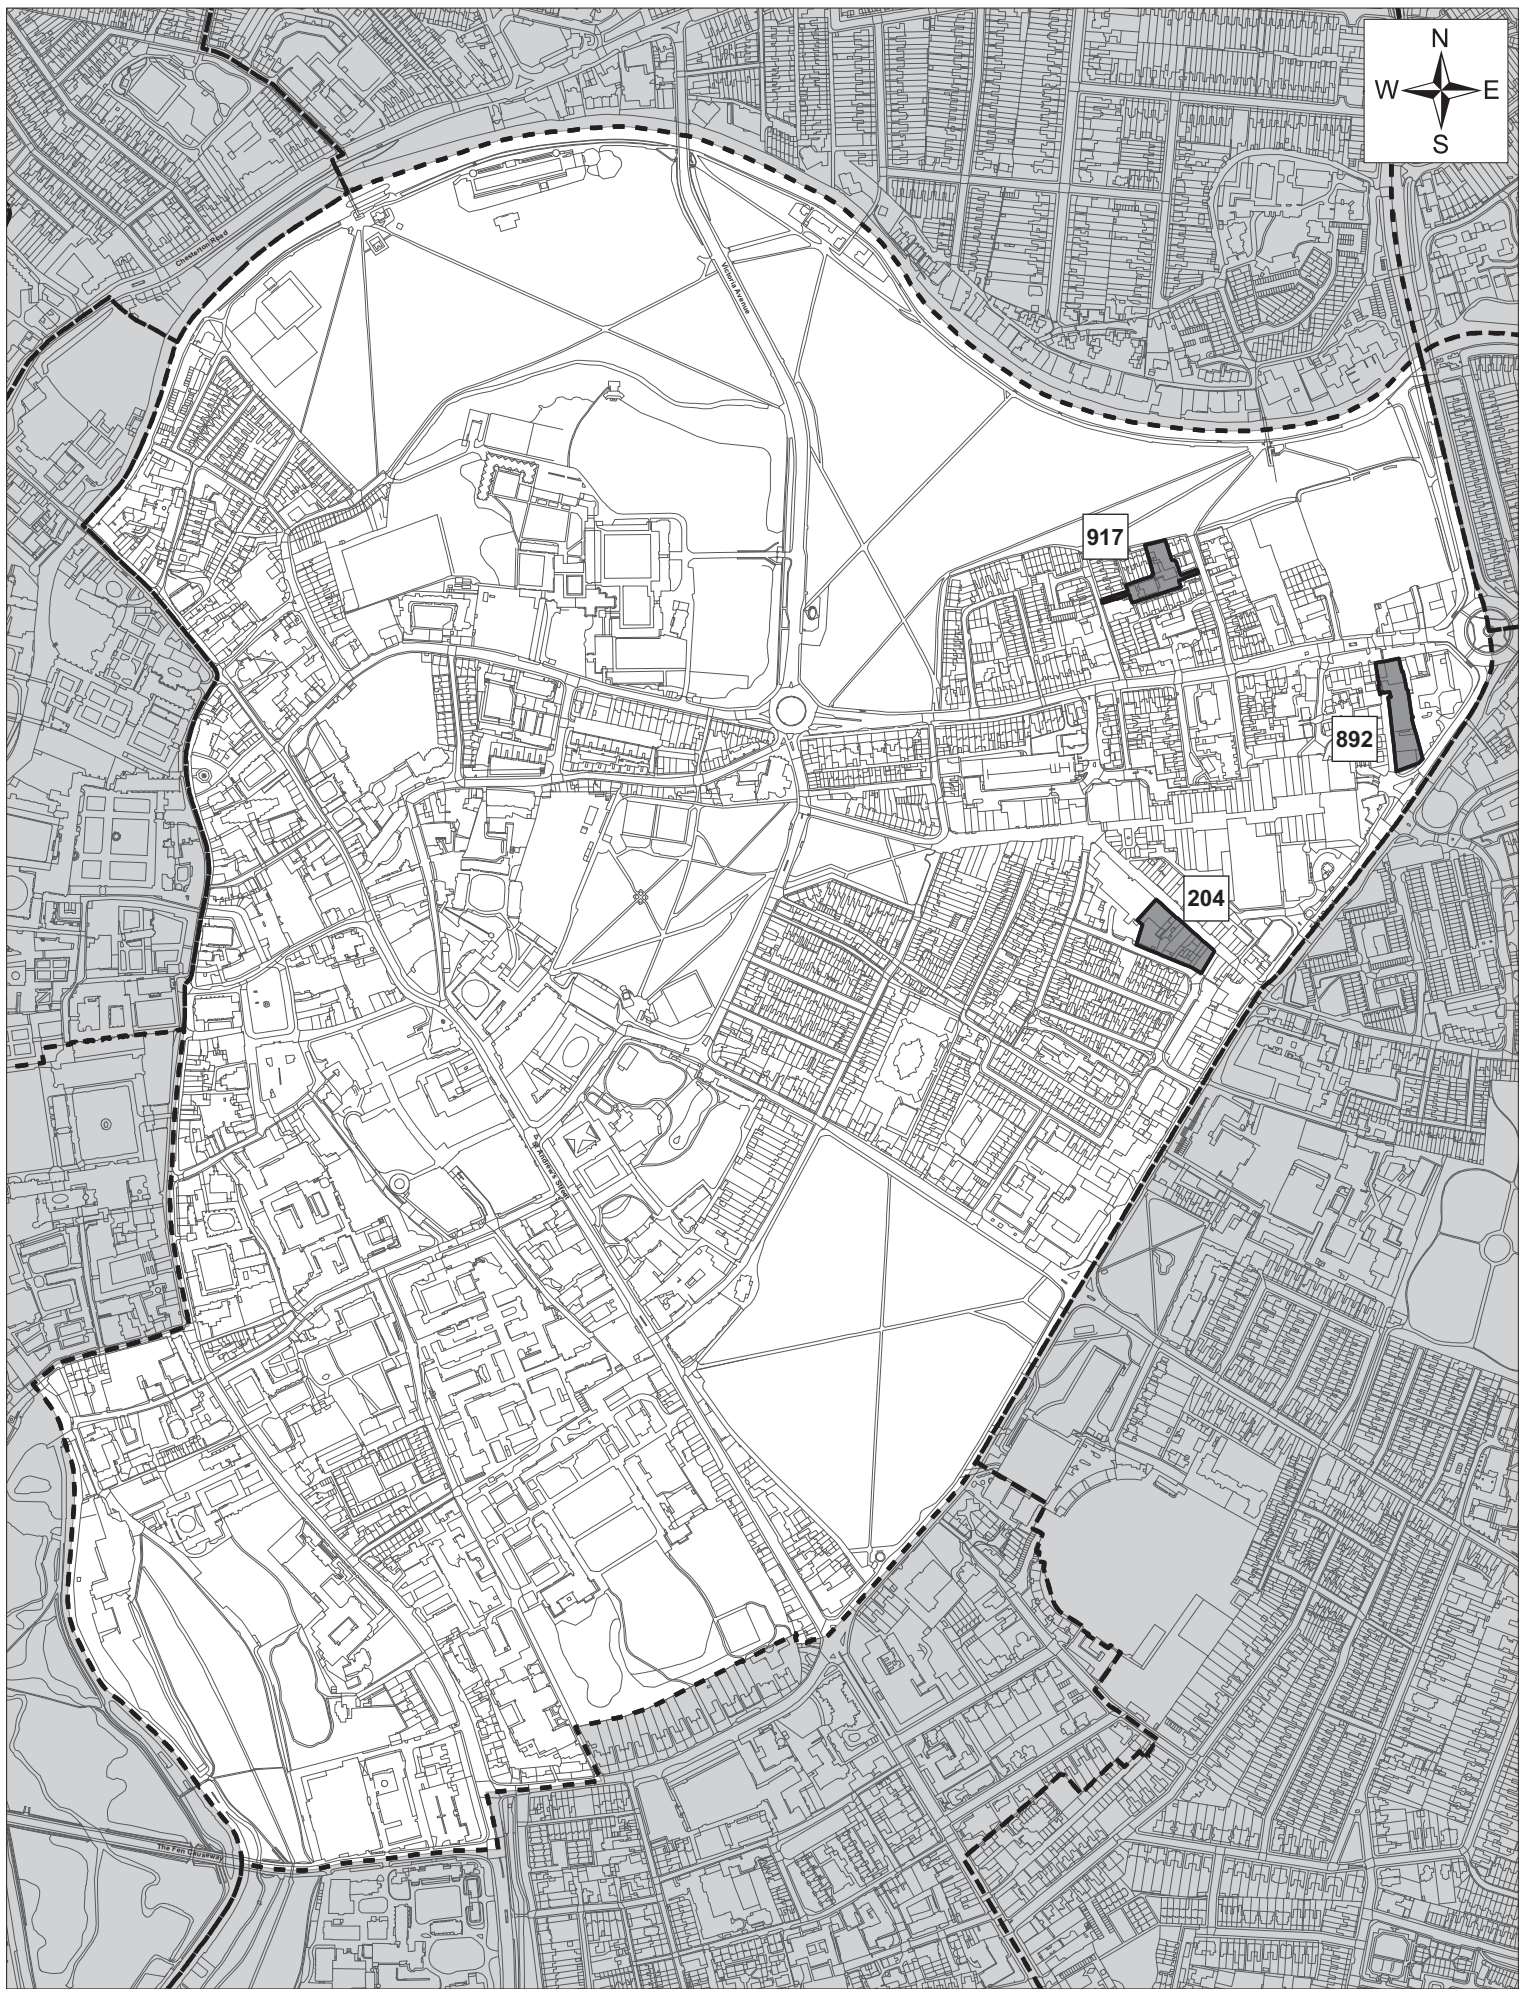 N
W E
S
Chesterton Road
Victoria Avenue
917
892
204
St Andrew's Street
The Fen Causeway